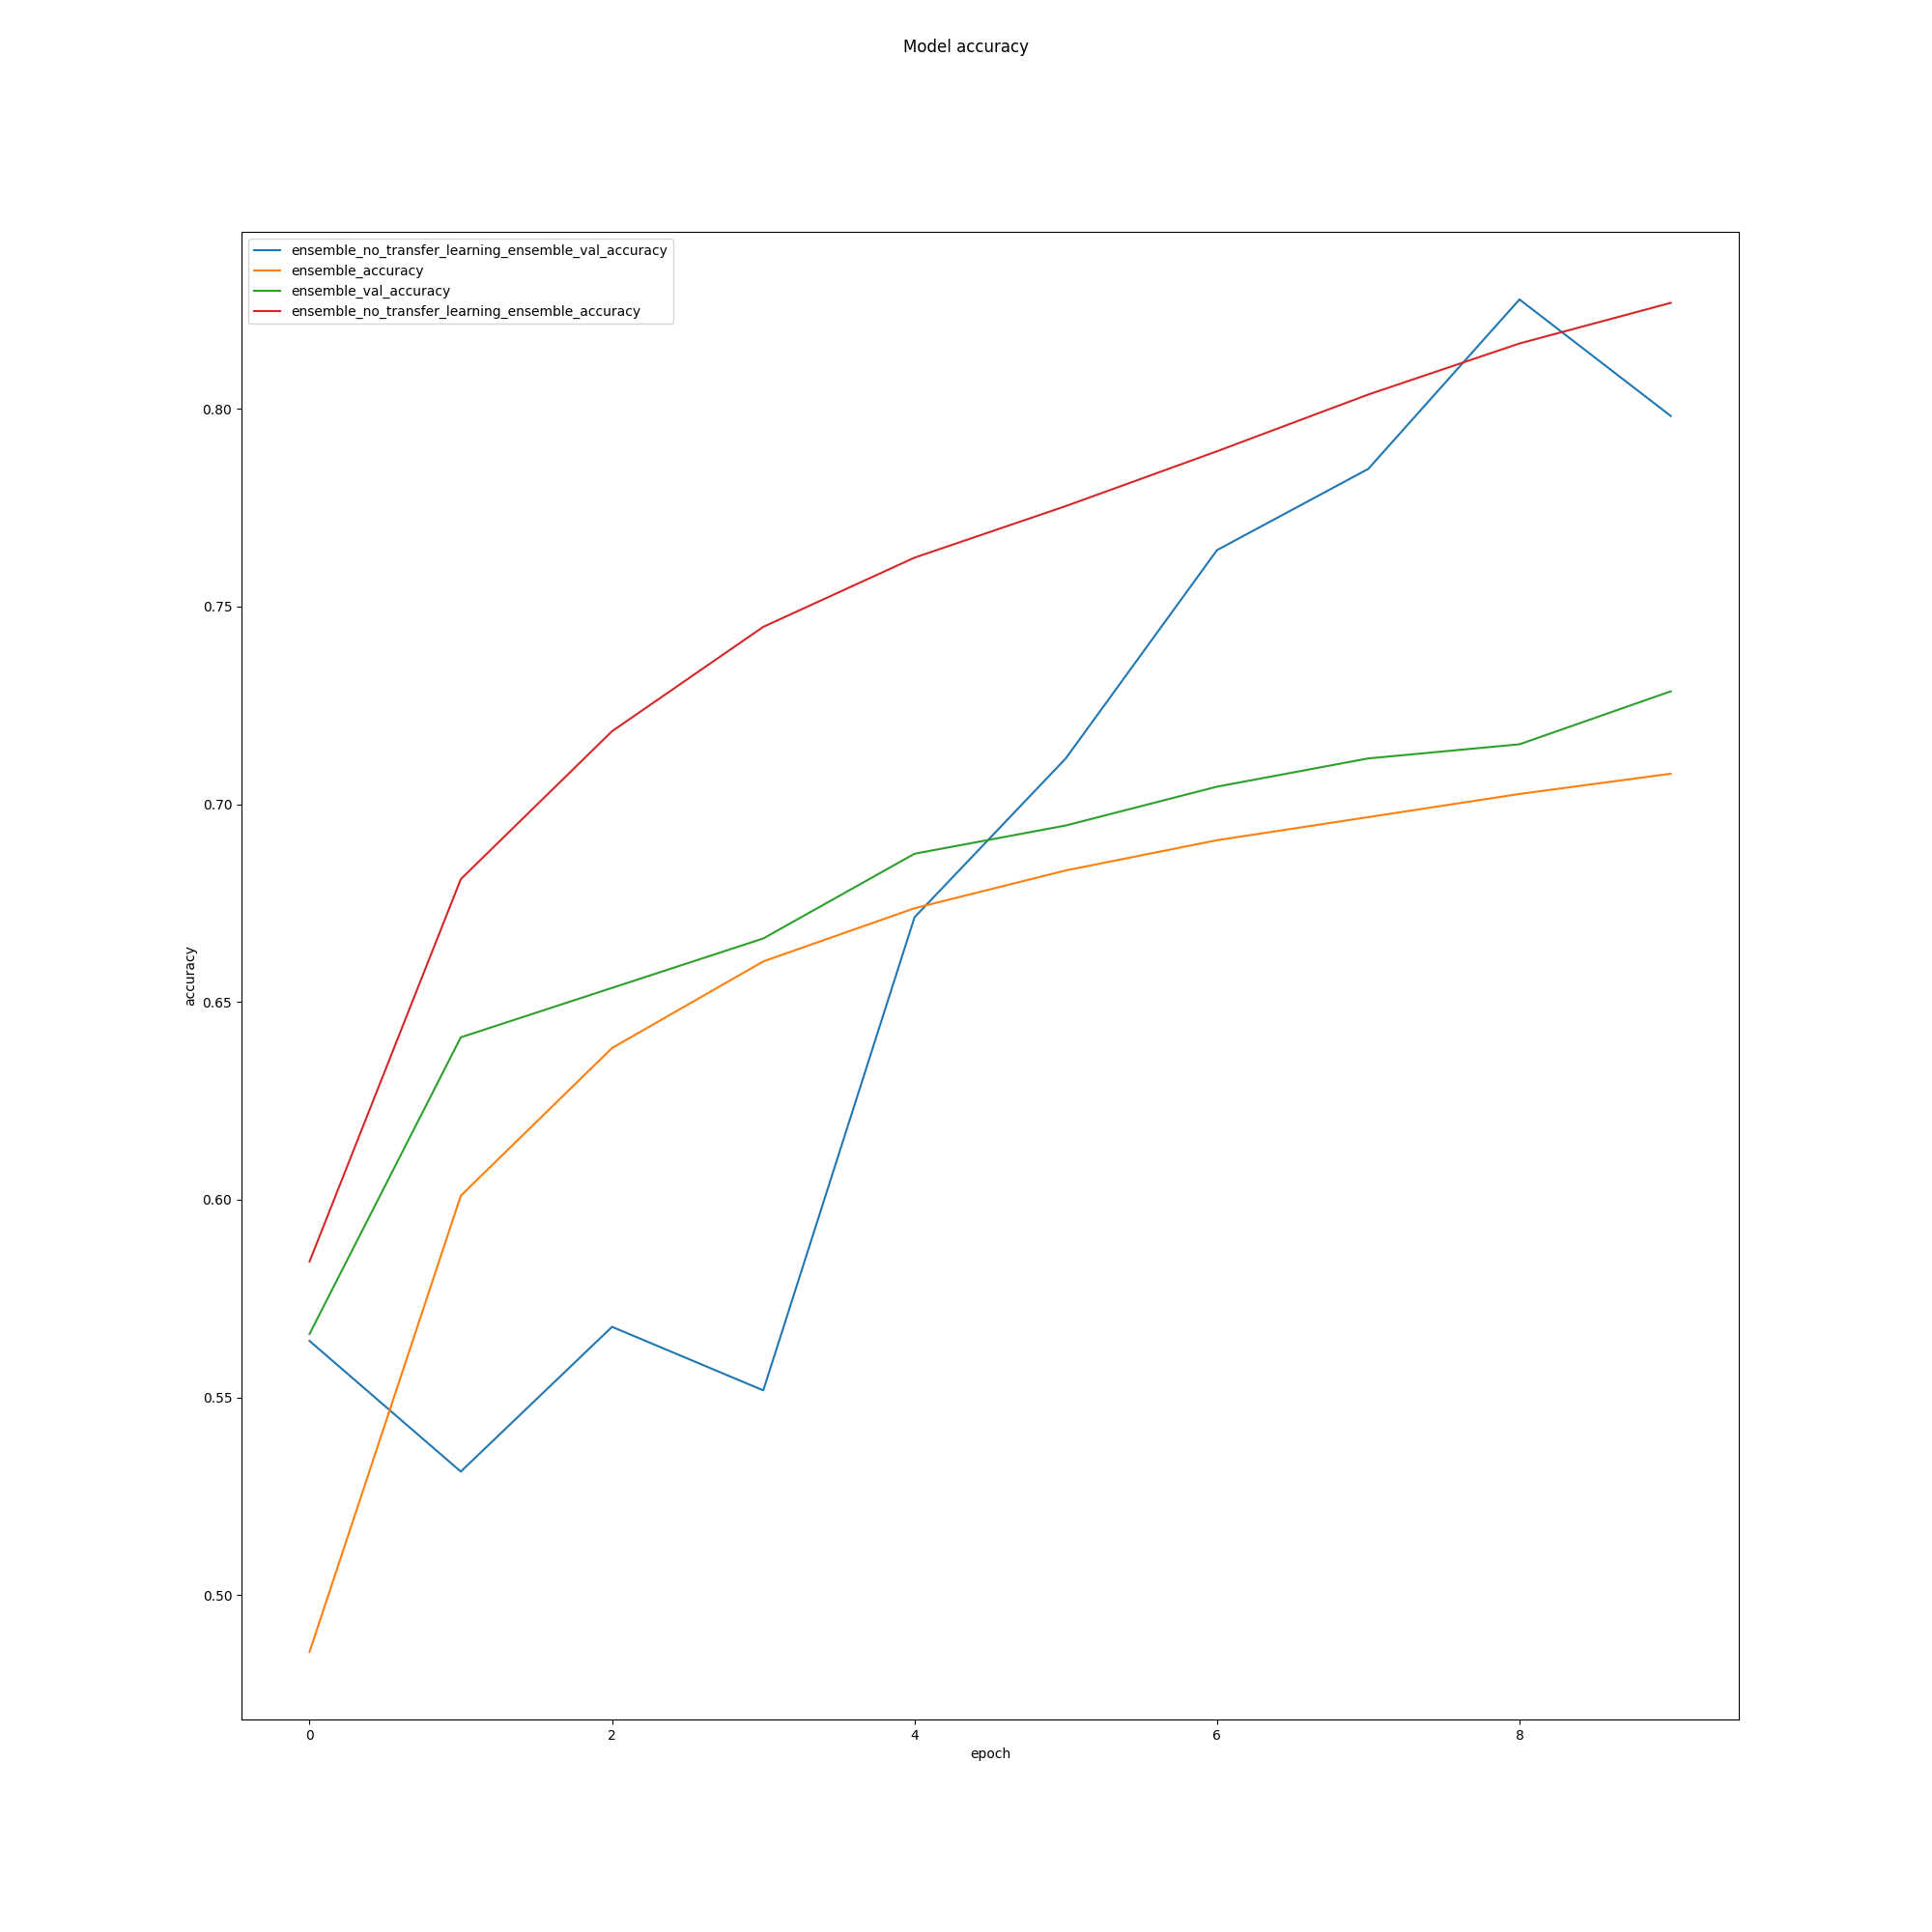 Model accuracy
ensemble_no_transfer_learning_ensemble_val_accuracy
ensemble_accuracy
ensemble_val_accuracy
ensemble_no_transfer_learning_ensemble_accuracy
0.80
0.75
0.70
0.65
0.60
0.55
0.50
accuracy
0 2 4 6 8
epoch